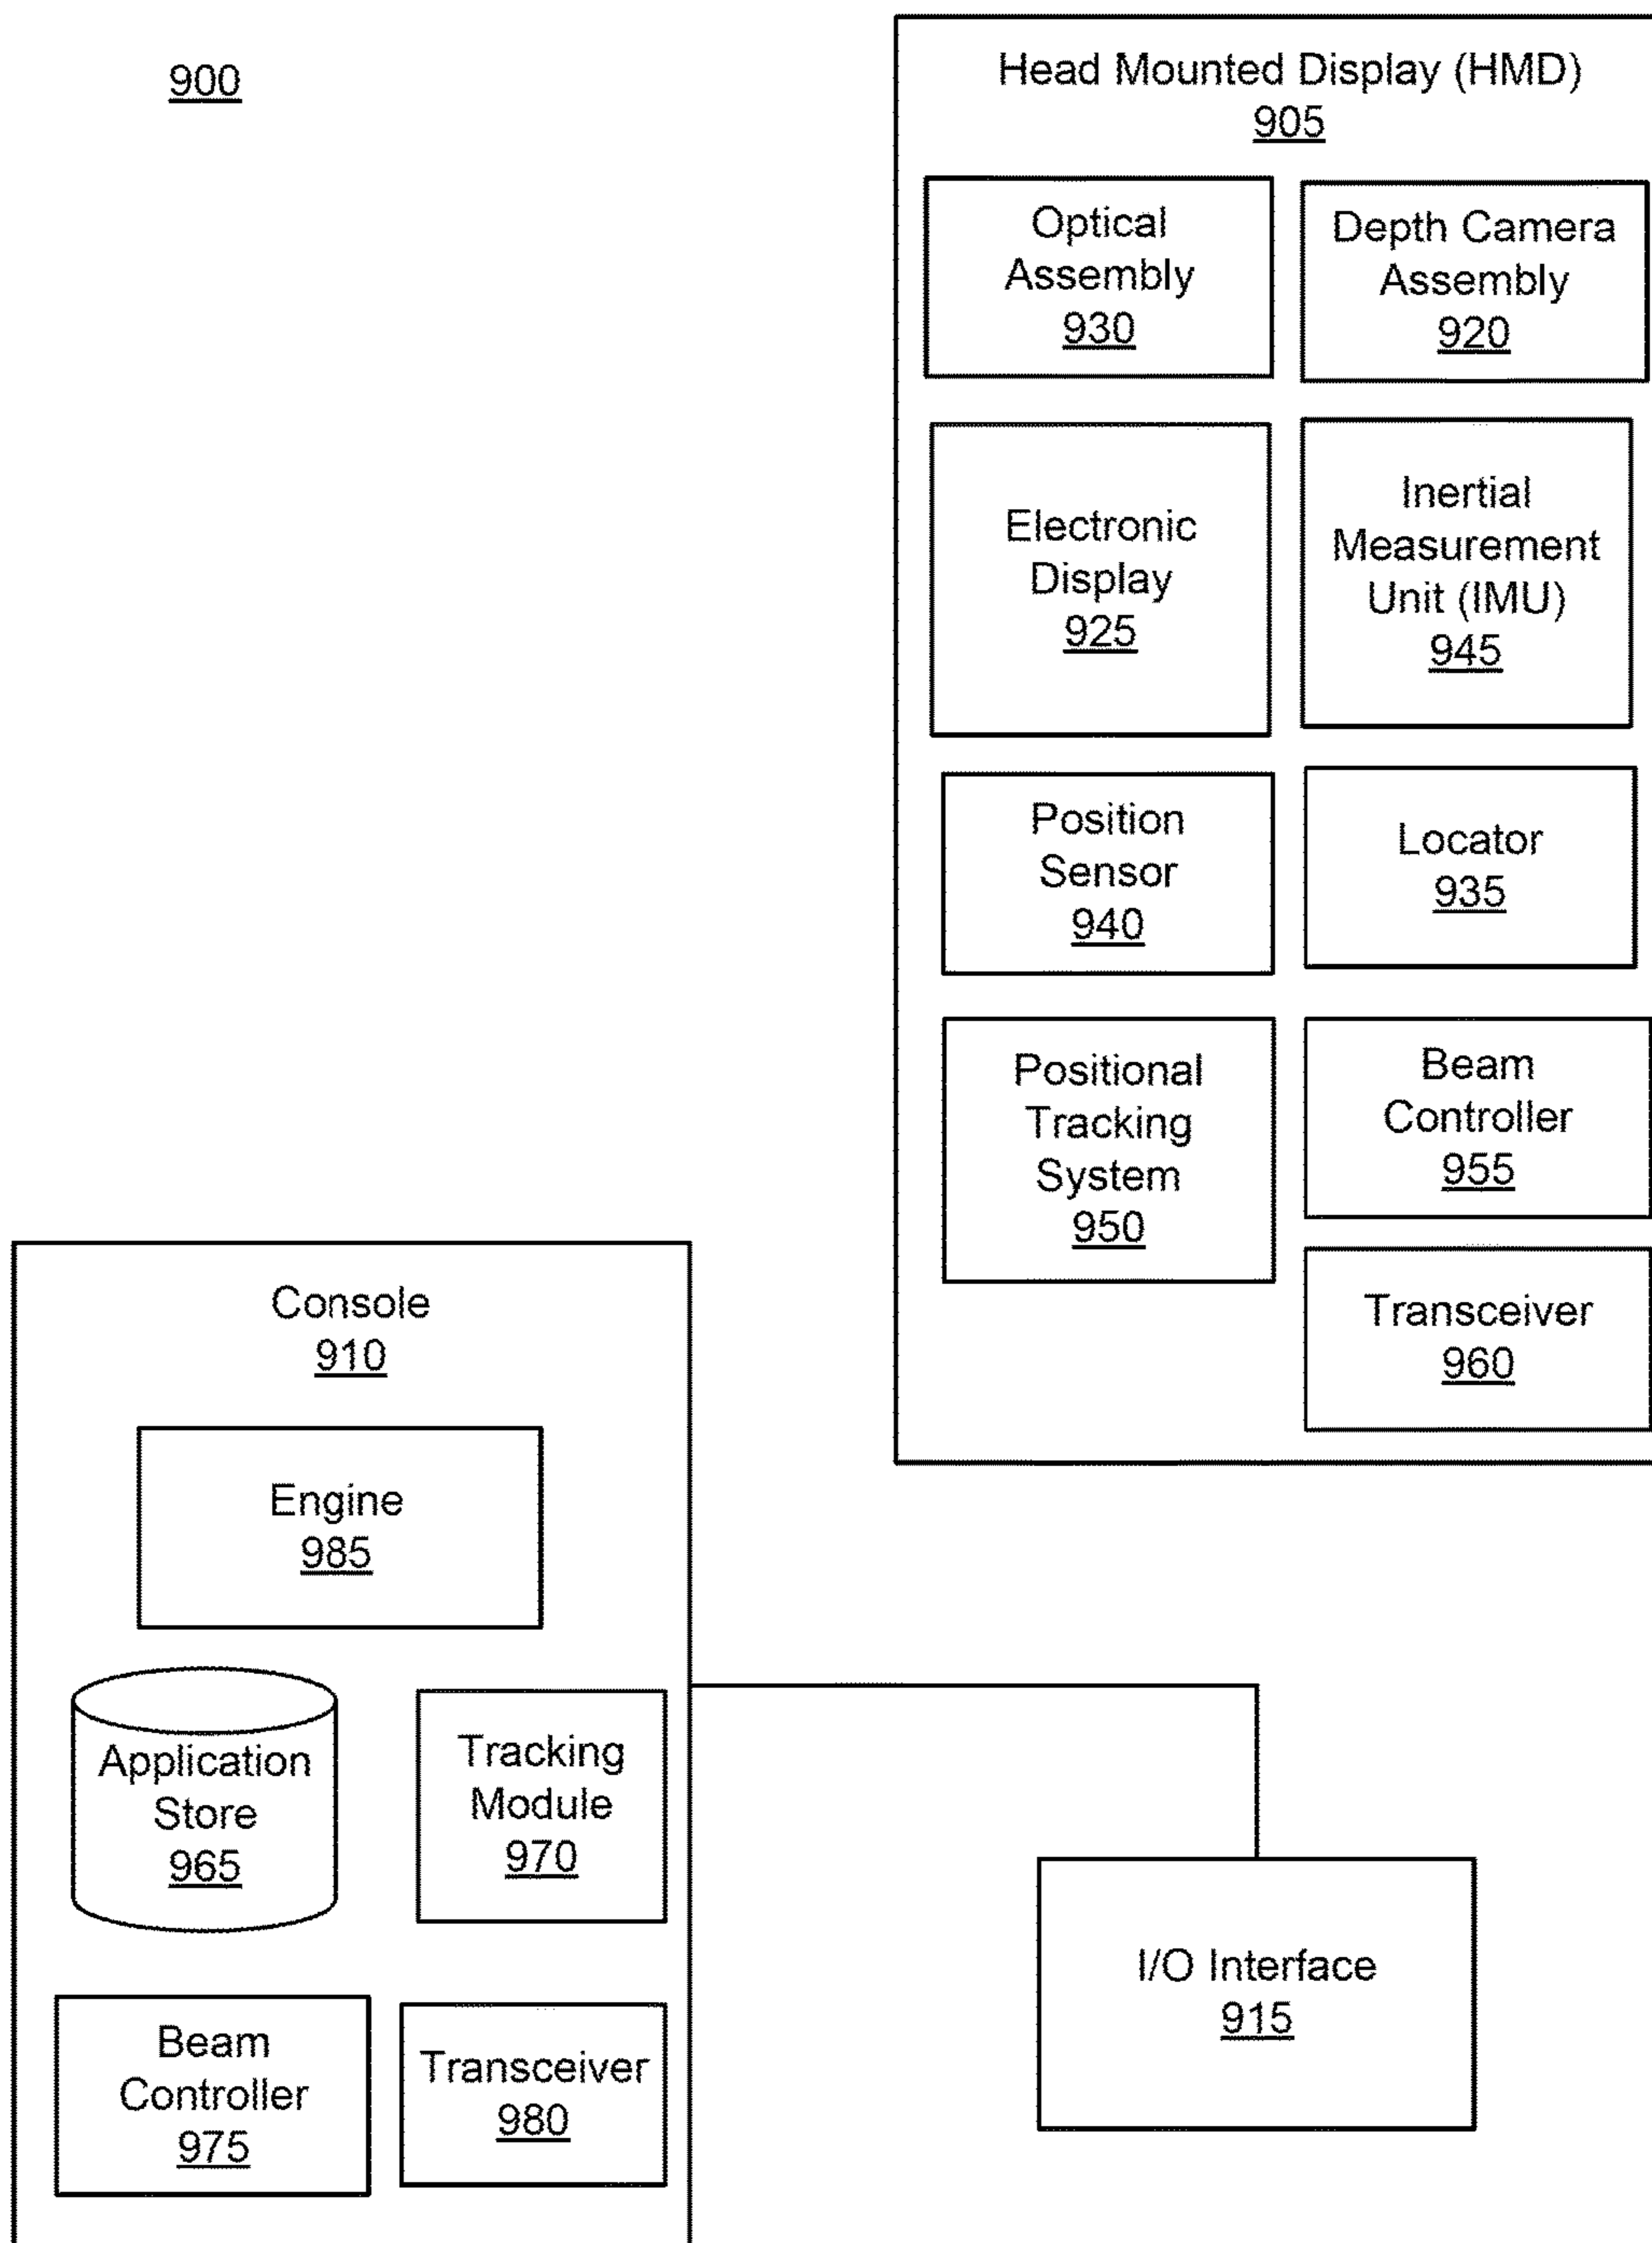 900
Head Mounted Display (HMD)
905
Optical
Assembly
930
Depth Camera
Assembly
920
Electronic
Display
925
Inertial
Measurement
Unit (IMU)
945
Position
Sensor
940
Locator
935
Positional
Tracking
System
950
Beam
Controller
955
Transceiver
960
Console
910
Engine
985
Application
Store
965
Tracking
Module
970
Beam
Controller
975
Transceiver
980
I/O Interface
915